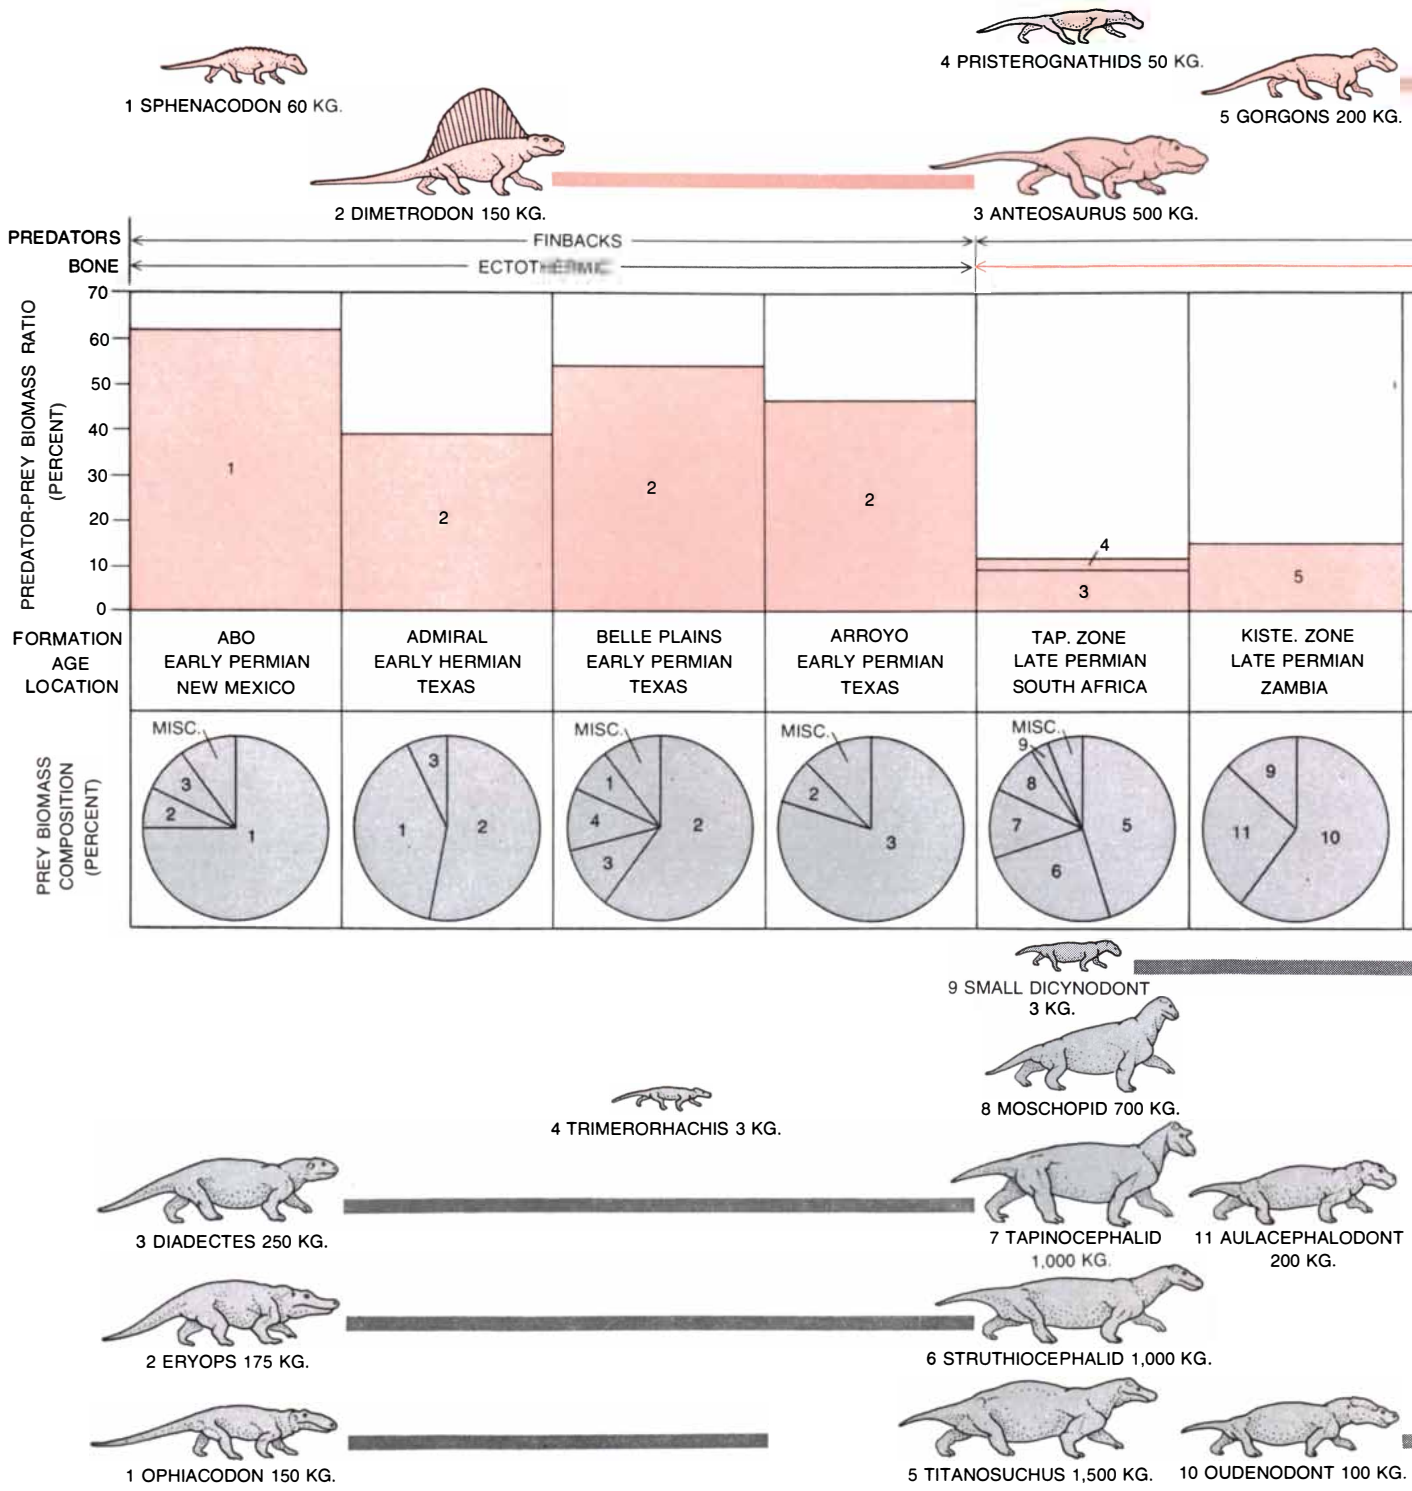 4 PRISTEROGNATHIDS 50 KG.
1 SPHENACODON 60 KG.
5 GORGONS 200 KG.
2 DIMETRODON 150 KG.
3 ANTEOSAURUS 500 KG.
PREDATORS
FINBACKS
BONE
ECTOTHERMIC
PREDATOR-PREY BIOMASS RATIO
(PERCENT)
70
60
50
40
30
20
10
0
1
2
2
2
4
3
5
FORMATION
AGE
LOCATION
ABO
EARLY PERMIAN
NEW MEXICO
ADMIRAL
EARLY HERMIAN
TEXAS
BELLE PLAINS
EARLY PERMIAN
TEXAS
ARROYO
EARLY PERMIAN
TEXAS
TAP. ZONE
LATE PERMIAN
SOUTH AFRICA
KISTE. ZONE
LATE PERMIAN
ZAMBIA
PREY BIOMASS
COMPOSITION
(PERCENT)
MISC.
3
2
1
3
1
2
MISC.
1
4
3
2
MISC.
2
3
MISC.
9
8
7
6
5
9
11
10
9 SMALL DICYNODONT
3 KG.
8 MOSCHOPID 700 KG.
4 TRIMERORHACHIS 3 KG.
3 DIADECTES 250 KG.
7 TAPINOCEPHALID
1,000 KG.
11 AULACEPHALODONT
200 KG.
2 ERYOPS 175 KG.
6 STRUTHIOCEPHALID 1,000 KG.
1 OPHIACODON 150 KG.
5 TITANOSUCHUS 1,500 KG.
10 OUDENODONT 100 KG.